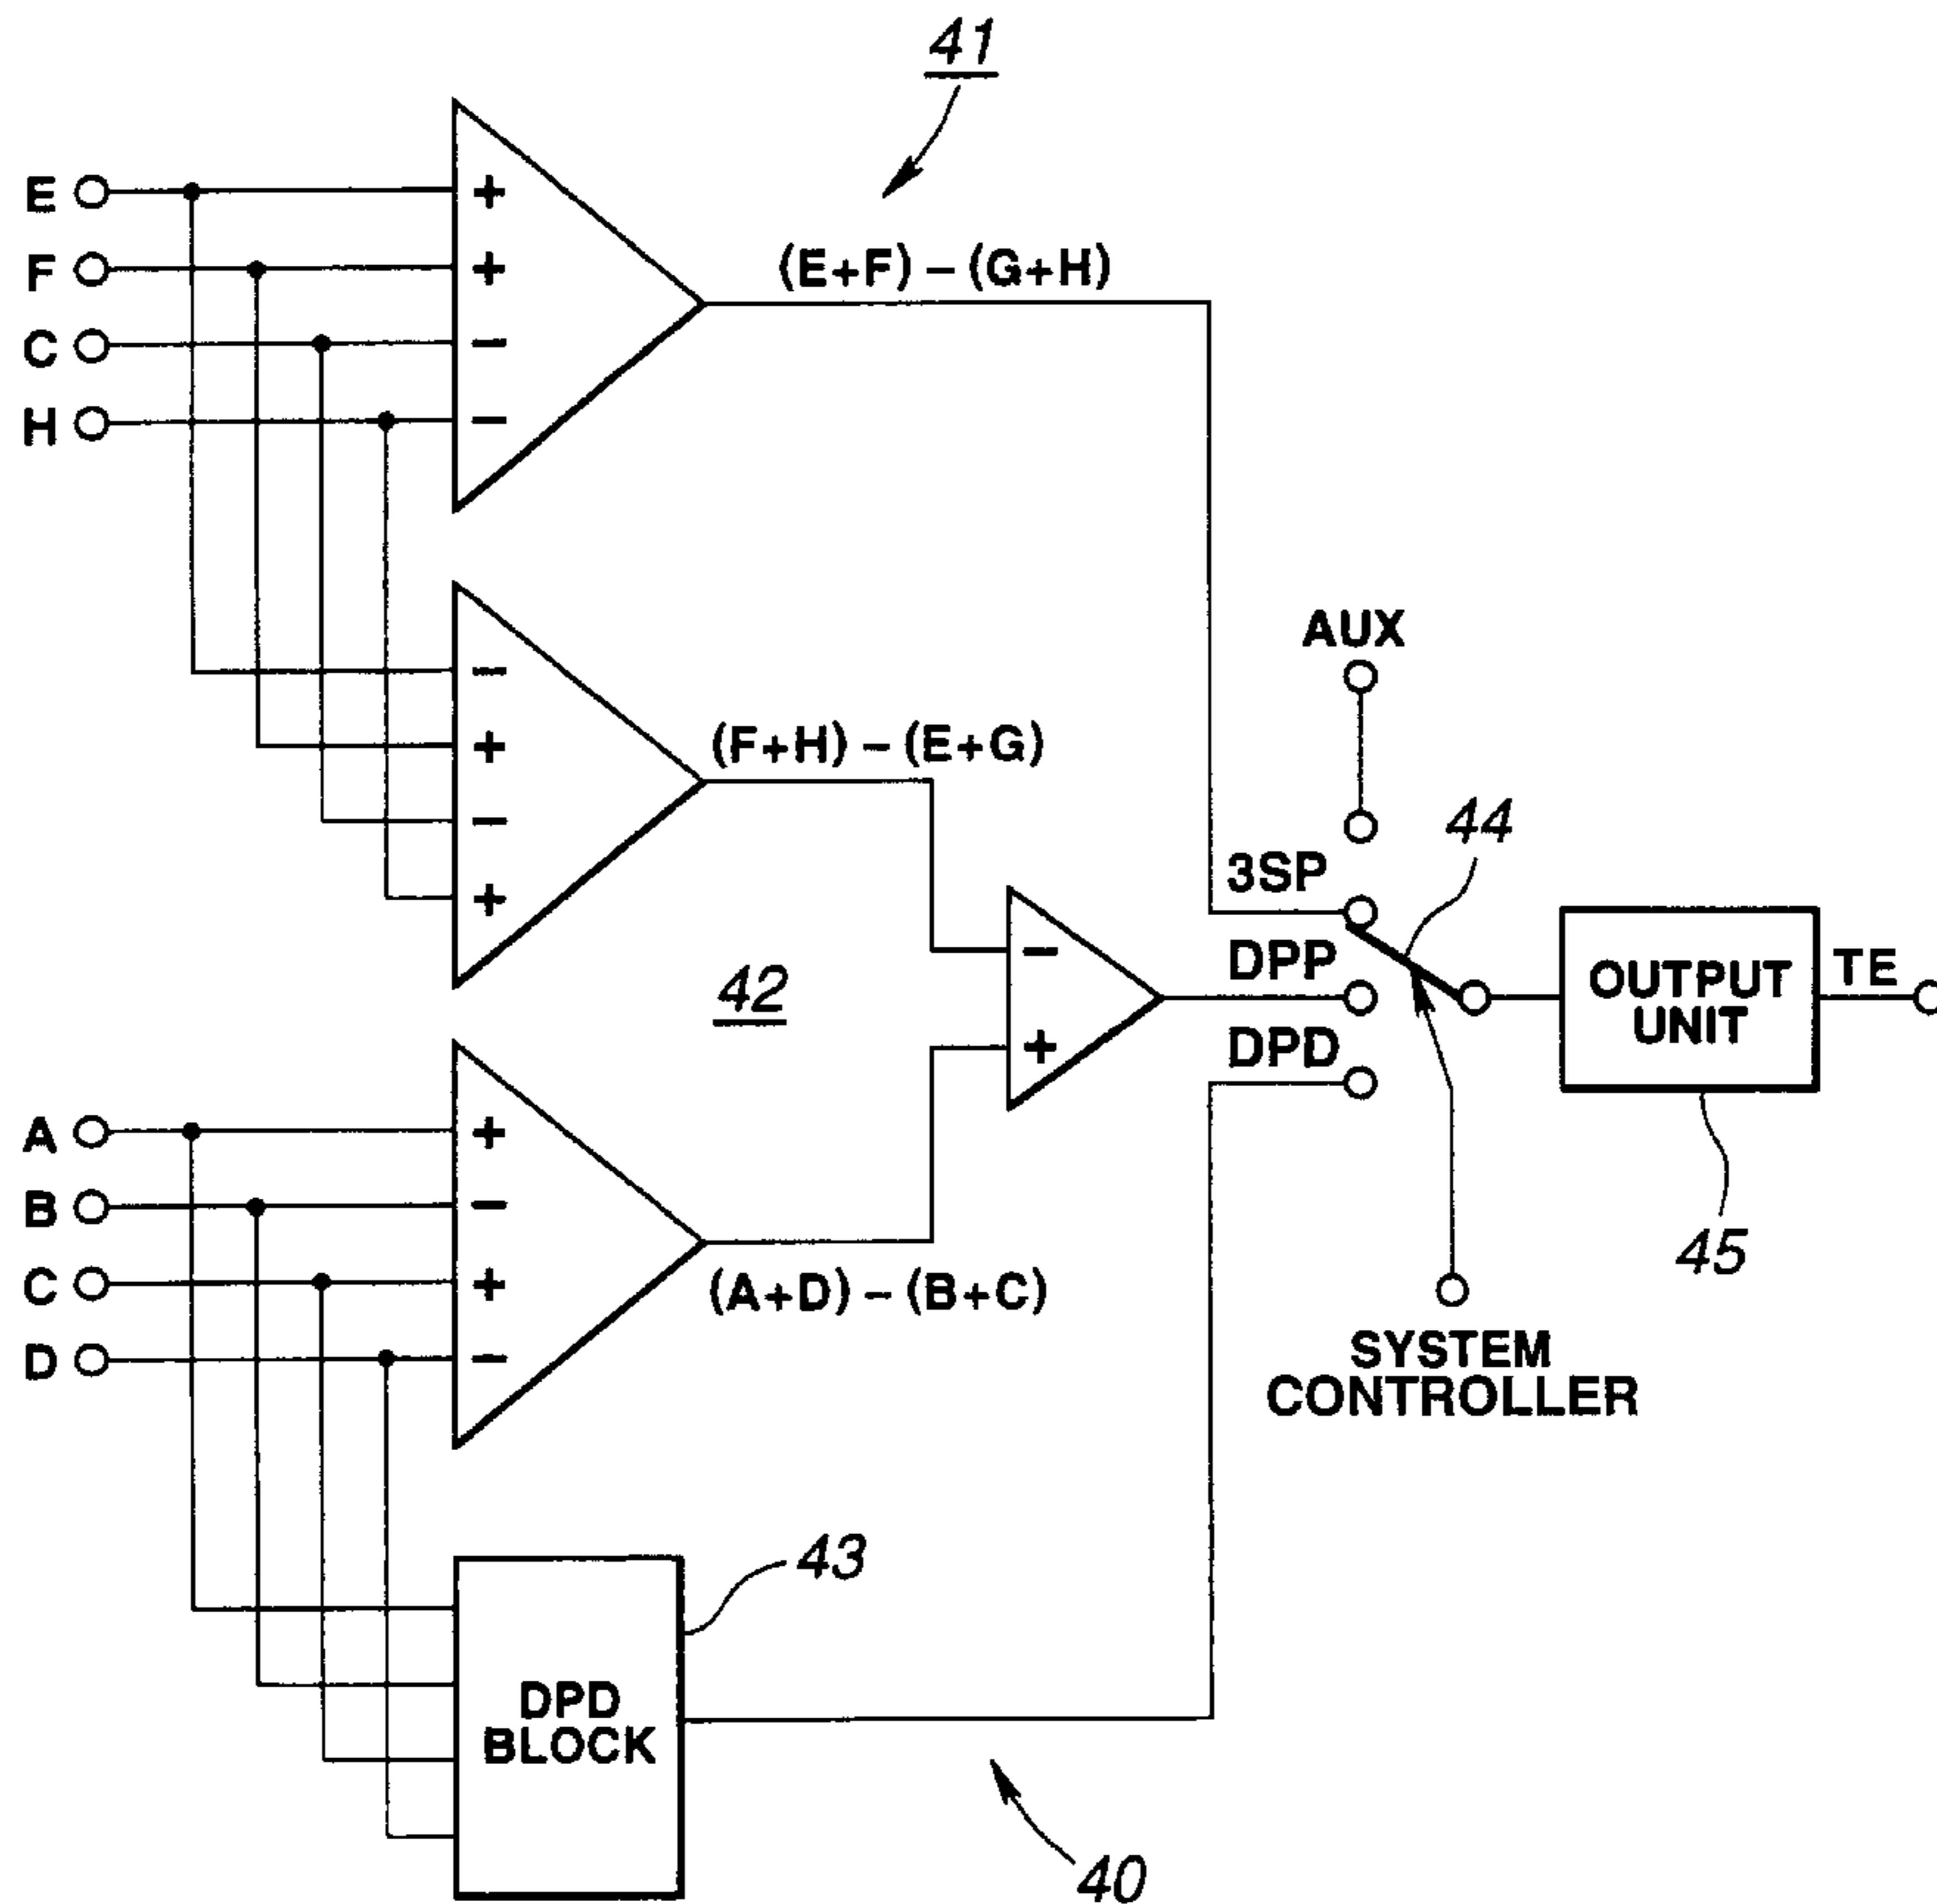 41
E
+
F
+
(E+F) – (G+H)
C
–
H
–
AUX
–
+
(F+H) – (E+G)
–
+
44
3SP
42
–
DPP
OUTPUT
UNIT
TE
+
DPD
A
+
B
–
C
+
(A+D) – (B+C)
D
–
45
SYSTEM
CONTROLLER
43
DPD
BLOCK
40